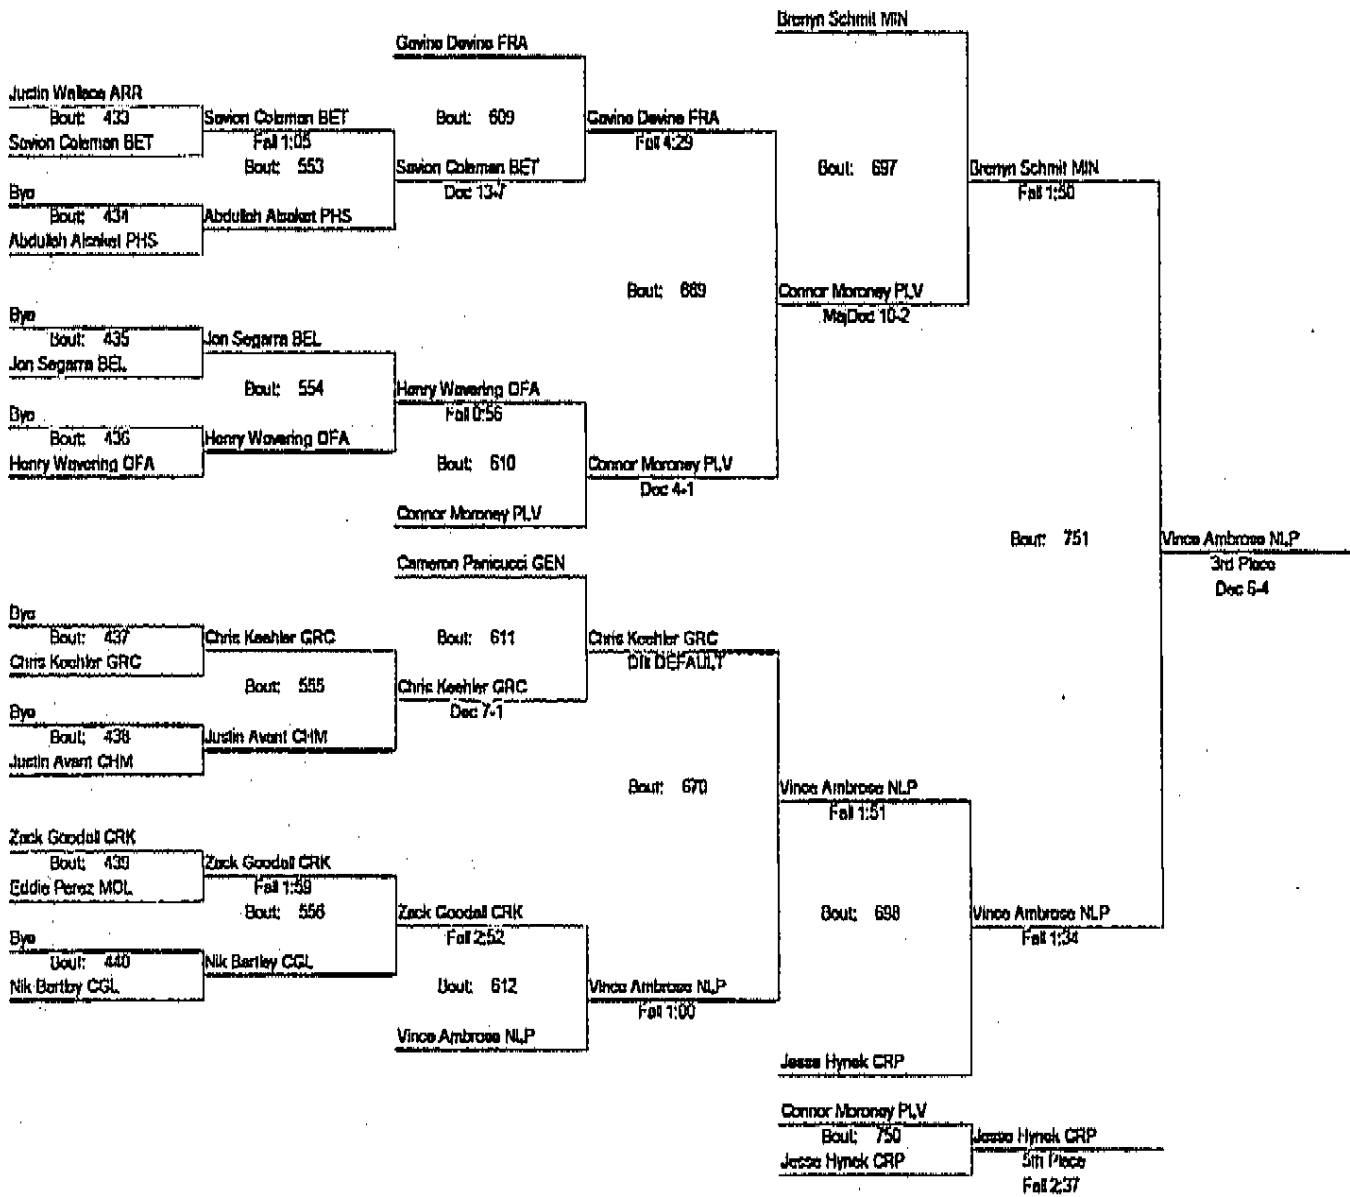 Brenyn Schmit MIN
Gavino Devino FRA
Justin Wallace ARR
Bout: 433
Savion Coleman BET
Bout: 609
Gavino Devino FRA
Savion Coleman BET
Fall 1:05
Fall 4:29
Bout: 553
Savion Coleman BET
Bout: 697
Brenyn Schmit MIN
Dec 13-7
Fall 1:50
Bye
Bout: 434
Abdullah Alsaket PHS
Abdullah Alsaket PHS
Bout: 669
Connor Moroney PLV
MajDec 10-2
Bye
Bout: 435
Jon Segarra BEL
Jon Segarra BEL
Bout: 554
Henry Wavering OFA
Fall 0:56
Bye
Bout: 436
Henry Wavering OFA
Henry Wavering OFA
Bout: 610
Connor Moroney PLV
Dec 4-1
Connor Moroney PLV
Bout: 751
Vince Ambrose NLP
3rd Place
Dec 6-4
Cameron Panicucci GEN
Bye
Bout: 437
Chris Koehler GRC
Bout: 611
Chris Koehler GRC
Chris Koehler GRC
Dflt DEFAULT
Bout: 555
Chris Koehler GRC
Dec 7-1
Bye
Bout: 438
Justin Avant CHM
Justin Avant CHM
Bout: 670
Vince Ambrose NLP
Fall 1:51
Zack Goodall CRK
Bout: 439
Zack Goodall CRK
Eddie Perez MOL
Fall 1:59
Bout: 556
Zack Goodall CRK
Bout: 698
Vince Ambrose NLP
Fall 2:52
Fall 1:34
Bye
Bout: 440
Nik Bartley CGL
Nik Bartley CGL
Bout: 612
Vince Ambrose NLP
Fall 1:00
Vince Ambrose NLP
Jesse Hynek CRP
Connor Moroney PLV
Bout: 750
Jesse Hynek CRP
Jesse Hynek CRP
5th Place
Fall 2:37